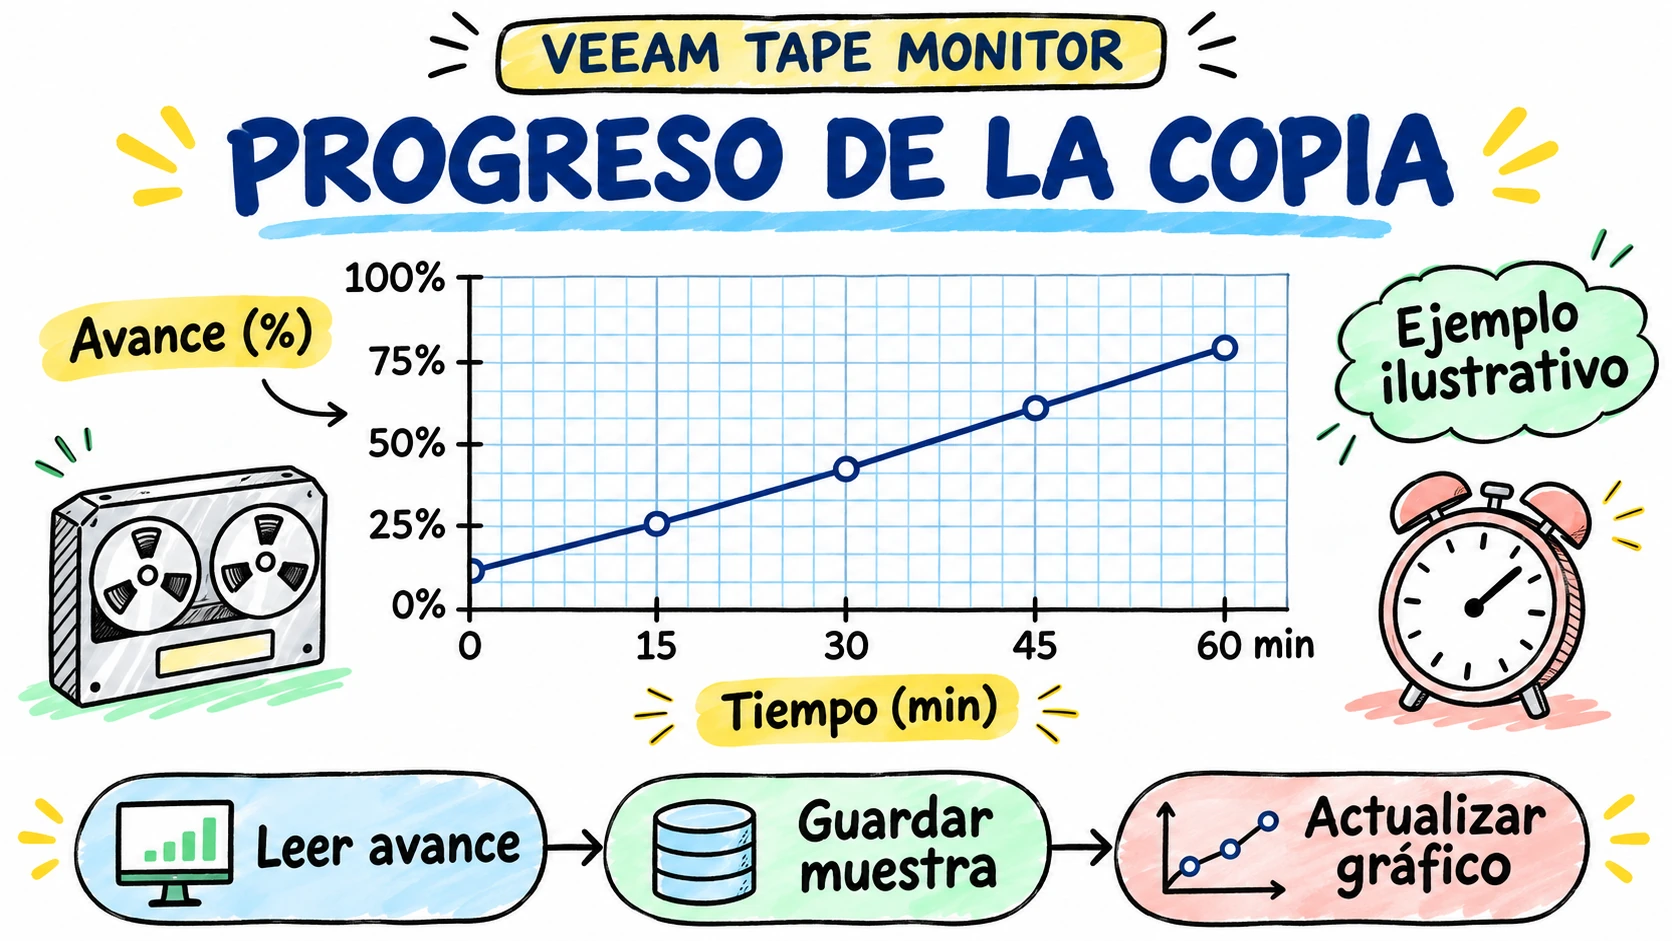 VEEAM TAPE MONITOR
PROGRESO DE LA COPIA
Avance (%)
100%
75%
50%
25%
0%
0 15 30 45 60 min
Tiempo (min)
Ejemplo
ilustrativo
Leer avance
Guardar
muestra
Actualizar
gráfico